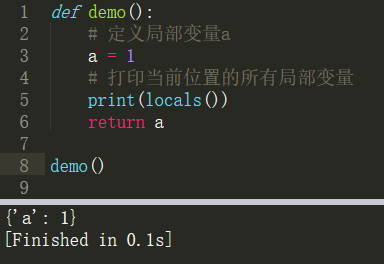 1 def demo():
2     # 定义局部变量a
3     a = 1
4     # 打印当前位置的所有局部变量
5     print(locals())
6     return a
7
8 demo()
9
{'a': 1}
[Finished in 0.1s]